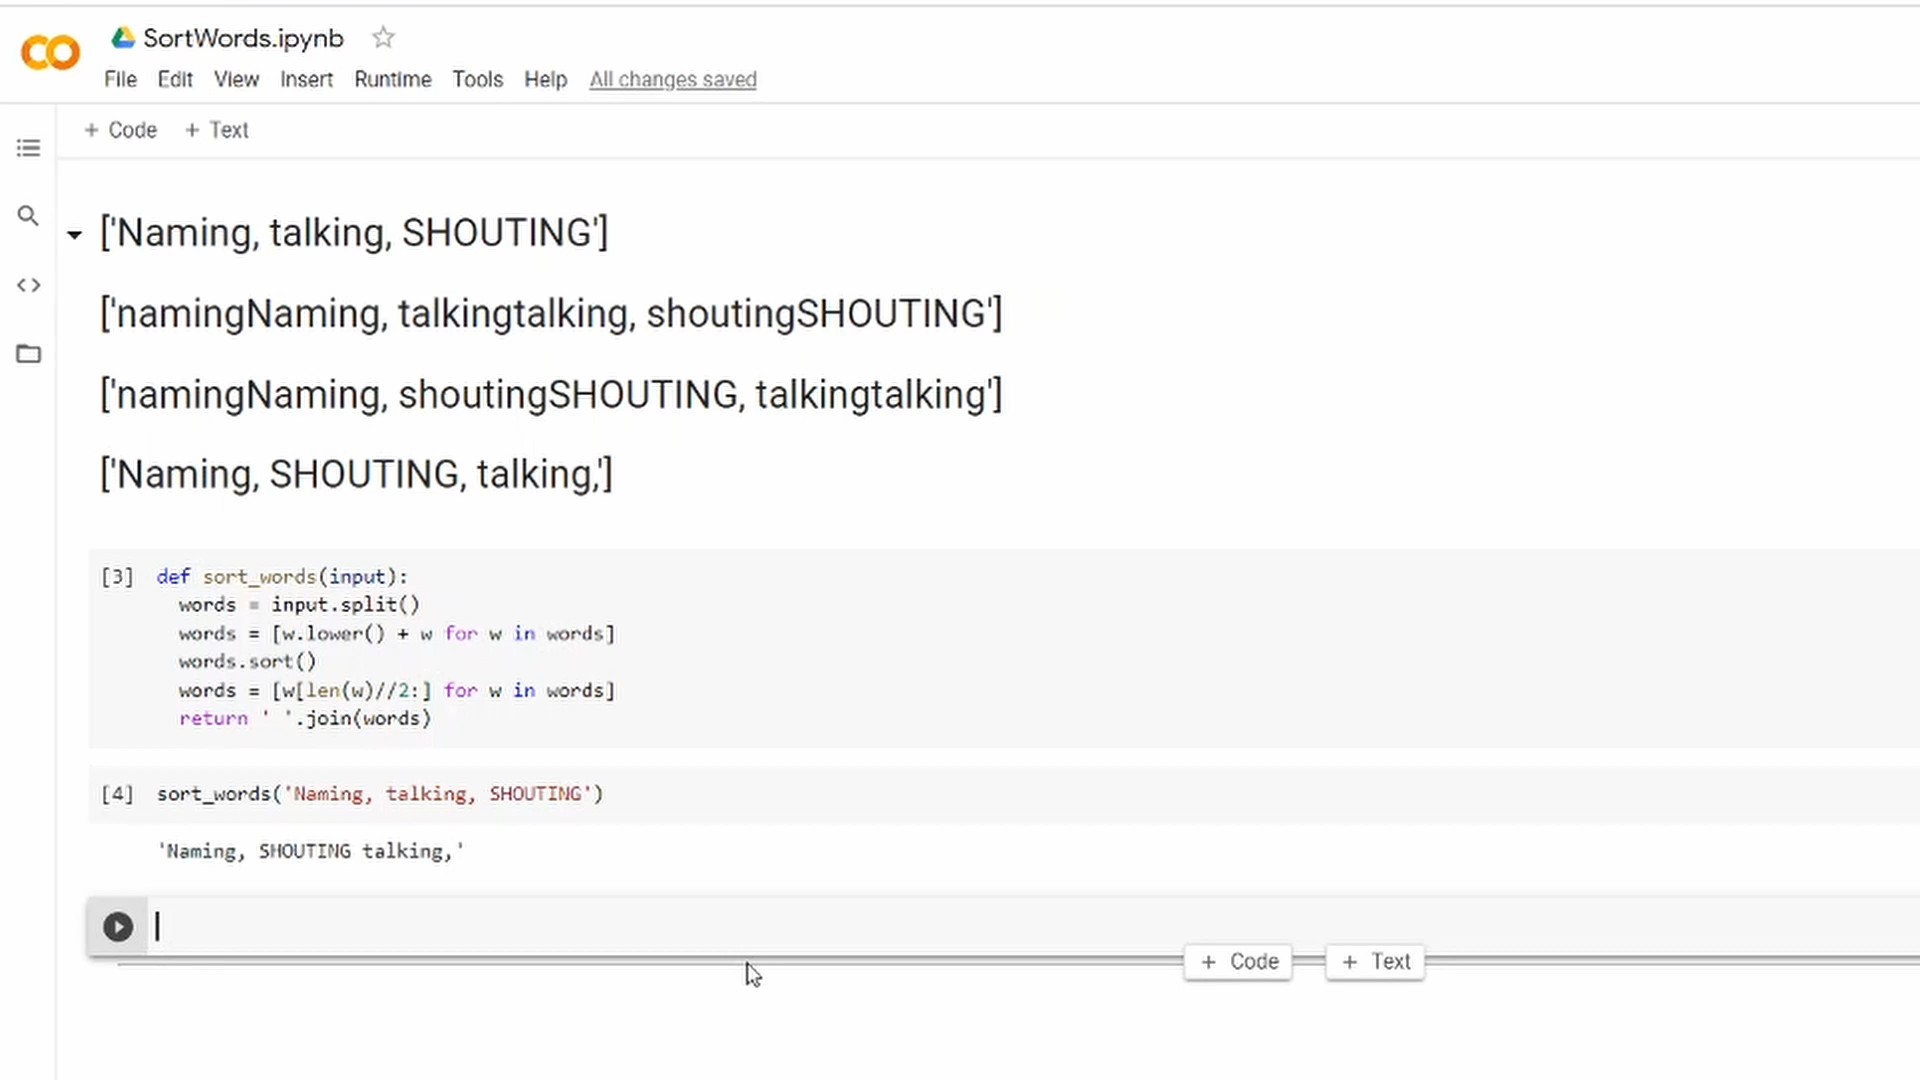 SortWords.ipynb
File Edit View Insert Runtime Tools Help All changes saved
+ Code + Text
['Naming, talking, SHOUTING']
['namingNaming, talkingtalking, shoutingSHOUTING']
['namingNaming, shoutingSHOUTING, talkingtalking']
['Naming, SHOUTING, talking,']
[3] def sort_words(input):
words = input.split()
words = [w.lower() + w for w in words]
words.sort()
words = [w[len(w)//2:] for w in words]
return ' '.join(words)
[4] sort_words('Naming, talking, SHOUTING')
'Naming, SHOUTING talking,'
+ Code + Text